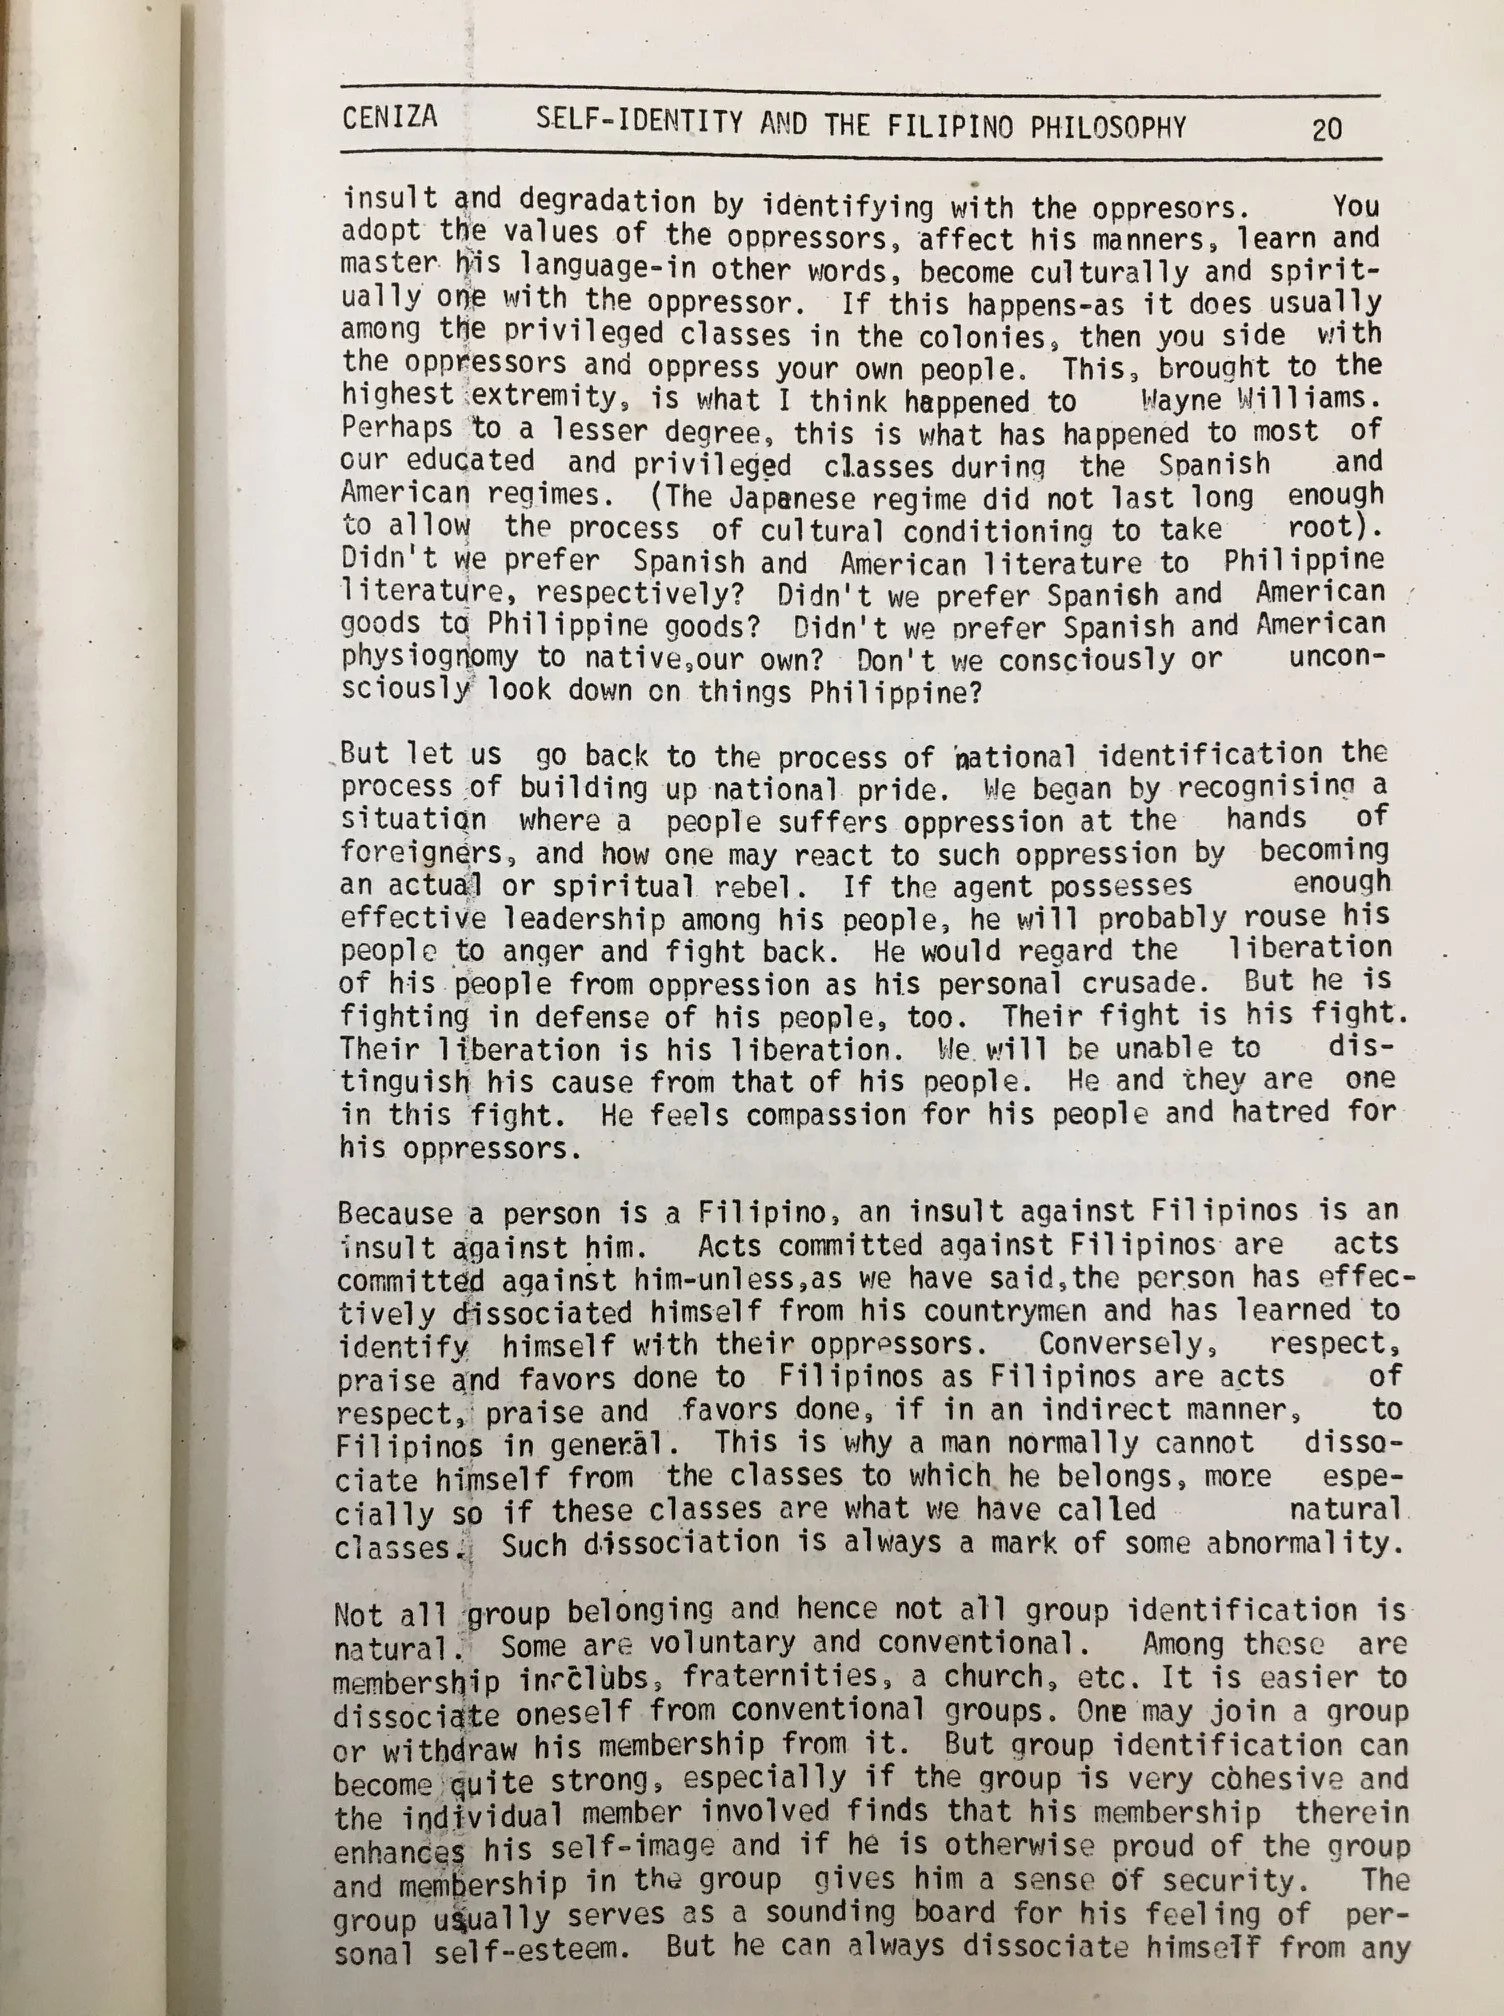 CENIZA SELF-IDENTITY AND THE FILIPINO PHILOSOPHY 20
insult and degradation by identifying with the oppresors. You
adopt the values of the oppressors, affect his manners, learn and
master his language-in other words, become culturally and spirit-
ually one with the oppressor. If this happens-as it does usually
among the privileged classes in the colonies, then you side with
the oppressors and oppress your own people. This, brought to the
highest extremity, is what I think happened to Wayne Williams.
Perhaps to a lesser degree, this is what has happened to most of
our educated and privileged classes during the Spanish and
American regimes. (The Japanese regime did not last long enough
to allow the process of cultural conditioning to take root).
Didn't we prefer Spanish and American literature to Philippine
literature, respectively? Didn't we prefer Spanish and American
goods to Philippine goods? Didn't we prefer Spanish and American
physiognomy to native,our own? Don't we consciously or uncon-
sciously look down on things Philippine?
But let us go back to the process of national identification the
process of building up national pride. We began by recognising a
situation where a people suffers oppression at the hands of
foreigners, and how one may react to such oppression by becoming
an actual or spiritual rebel. If the agent possesses enough
effective leadership among his people, he will probably rouse his
people to anger and fight back. He would regard the liberation
of his people from oppression as his personal crusade. But he is
fighting in defense of his people, too. Their fight is his fight.
Their liberation is his liberation. We will be unable to dis-
tinguish his cause from that of his people. He and they are one
in this fight. He feels compassion for his people and hatred for
his oppressors.
Because a person is a Filipino, an insult against Filipinos is an
insult against him. Acts committed against Filipinos are acts
committed against him-unless,as we have said,the person has effec-
tively dissociated himself from his countrymen and has learned to
identify himself with their oppressors. Conversely, respect,
praise and favors done to Filipinos as Filipinos are acts of
respect, praise and favors done, if in an indirect manner, to
Filipinos in general. This is why a man normally cannot disso-
ciate himself from the classes to which he belongs, more espe-
cially so if these classes are what we have called natural
classes. Such dissociation is always a mark of some abnormality.
Not all group belonging and hence not all group identification is
natural. Some are voluntary and conventional. Among these are
membership in clubs, fraternities, a church, etc. It is easier to
dissociate oneself from conventional groups. One may join a group
or withdraw his membership from it. But group identification can
become quite strong, especially if the group is very cohesive and
the individual member involved finds that his membership therein
enhances his self-image and if he is otherwise proud of the group
and membership in the group gives him a sense of security. The
group usually serves as a sounding board for his feeling of per-
sonal self-esteem. But he can always dissociate himself from any